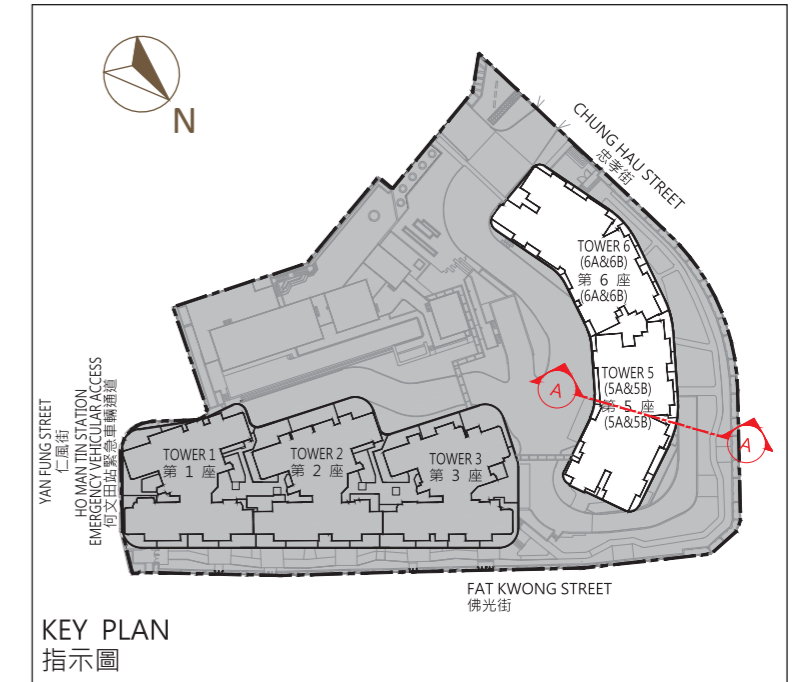 N
CHUNG HAU STREET
忠孝街
TOWER 6
(6A&6B)
第 6 座
(6A&6B)
TOWER 5
(5A&5B)
第 5 座
(5A&5B)
A
A
YAN FUNG STREET
仁風街
HO MAN TIN STATION
EMERGENCY VEHICULAR ACCESS
何文田站緊急車輛通道
TOWER 1
第 1 座
TOWER 2
第 2 座
TOWER 3
第 3 座
FAT KWONG STREET
佛光街
KEY PLAN
指示圖